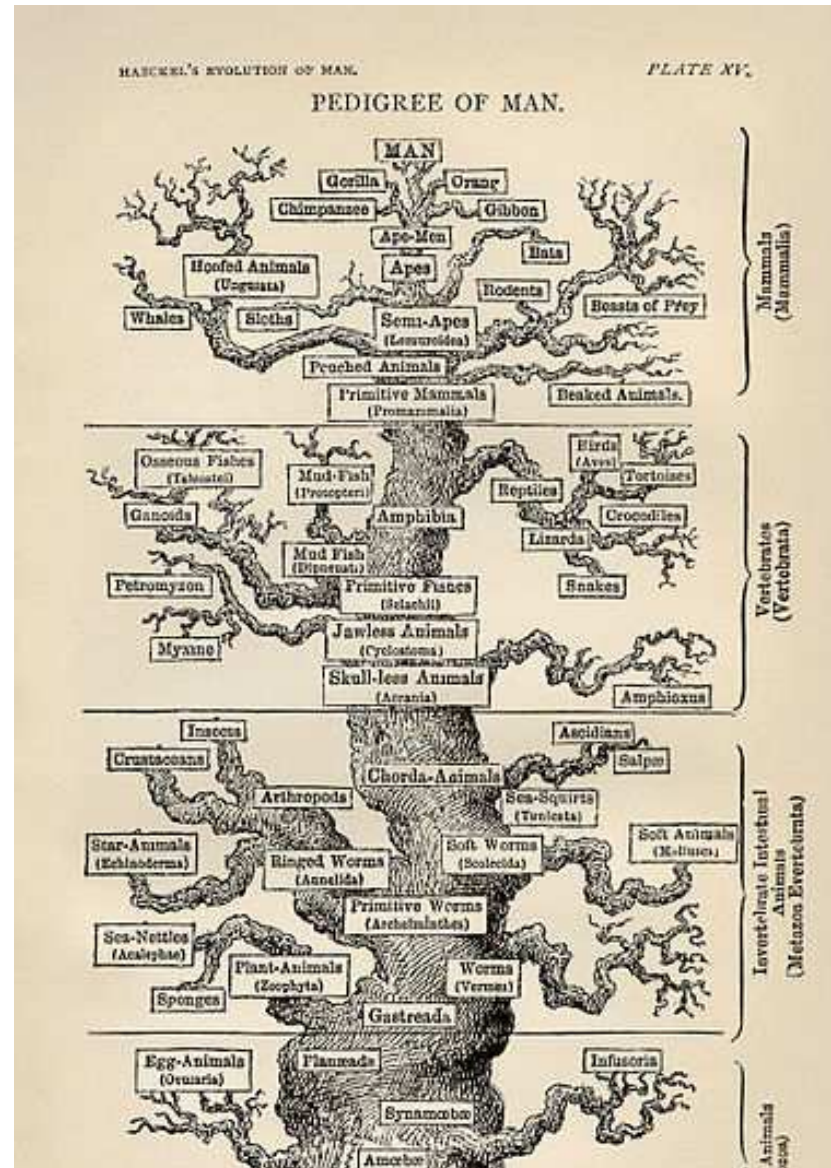 HAECKEL'S EVOLUTION OF MAN.
PLATE XV.
PEDIGREE OF MAN.
MAN
Gorilla
Orang
Chimpanzee
Gibbon
Ape-Men
Bats
Apes
Hoofed Animals
(Ungulata)
Rodents
Whales
Sloths
Semi-Apes
(Lemuroidea)
Beasts of Prey
Pouched Animals
Primitive Mammals
(Promammalia)
Beaked Animals.
Mammals
(Mammalia)
Osseous Fishes
(Teleostei)
Mud-Fish
(Protopteri)
Birds
(Aves)
Tortoises
Reptiles
Ganoids
Amphibia
Crocodiles
Lizards
Mud Fish
(Dipneusti)
Petromyzon
Primitive Fishes
(Selachii)
Snakes
Jawless Animals
(Cyclostoma)
Myxine
Skull-less Animals
(Acrania)
Amphioxus
Vertebrates
(Vertebrata)
Insects
Ascidians
Crustaceans
Salpæ
Chorda-Animals
Arthropods
Sea-Squirts
(Tunicata)
Star-Animals
(Echinoderma)
Ringed Worms
(Annelida)
Soft Worms
(Scolecida)
Soft Animals
(Mollusca)
Primitive Worms
(Archelminthes)
Sea-Nettles
(Acalephae)
Plant-Animals
(Zoophyta)
Worms
(Vermes)
Sponges
Gastreada
Invertebrate Intestinal
Animals
(Metazoa Evertebrata)
Egg-Animals
(Ovularia)
Planæada
Infusoria
Synamœbæ
Amœbæ
Animals